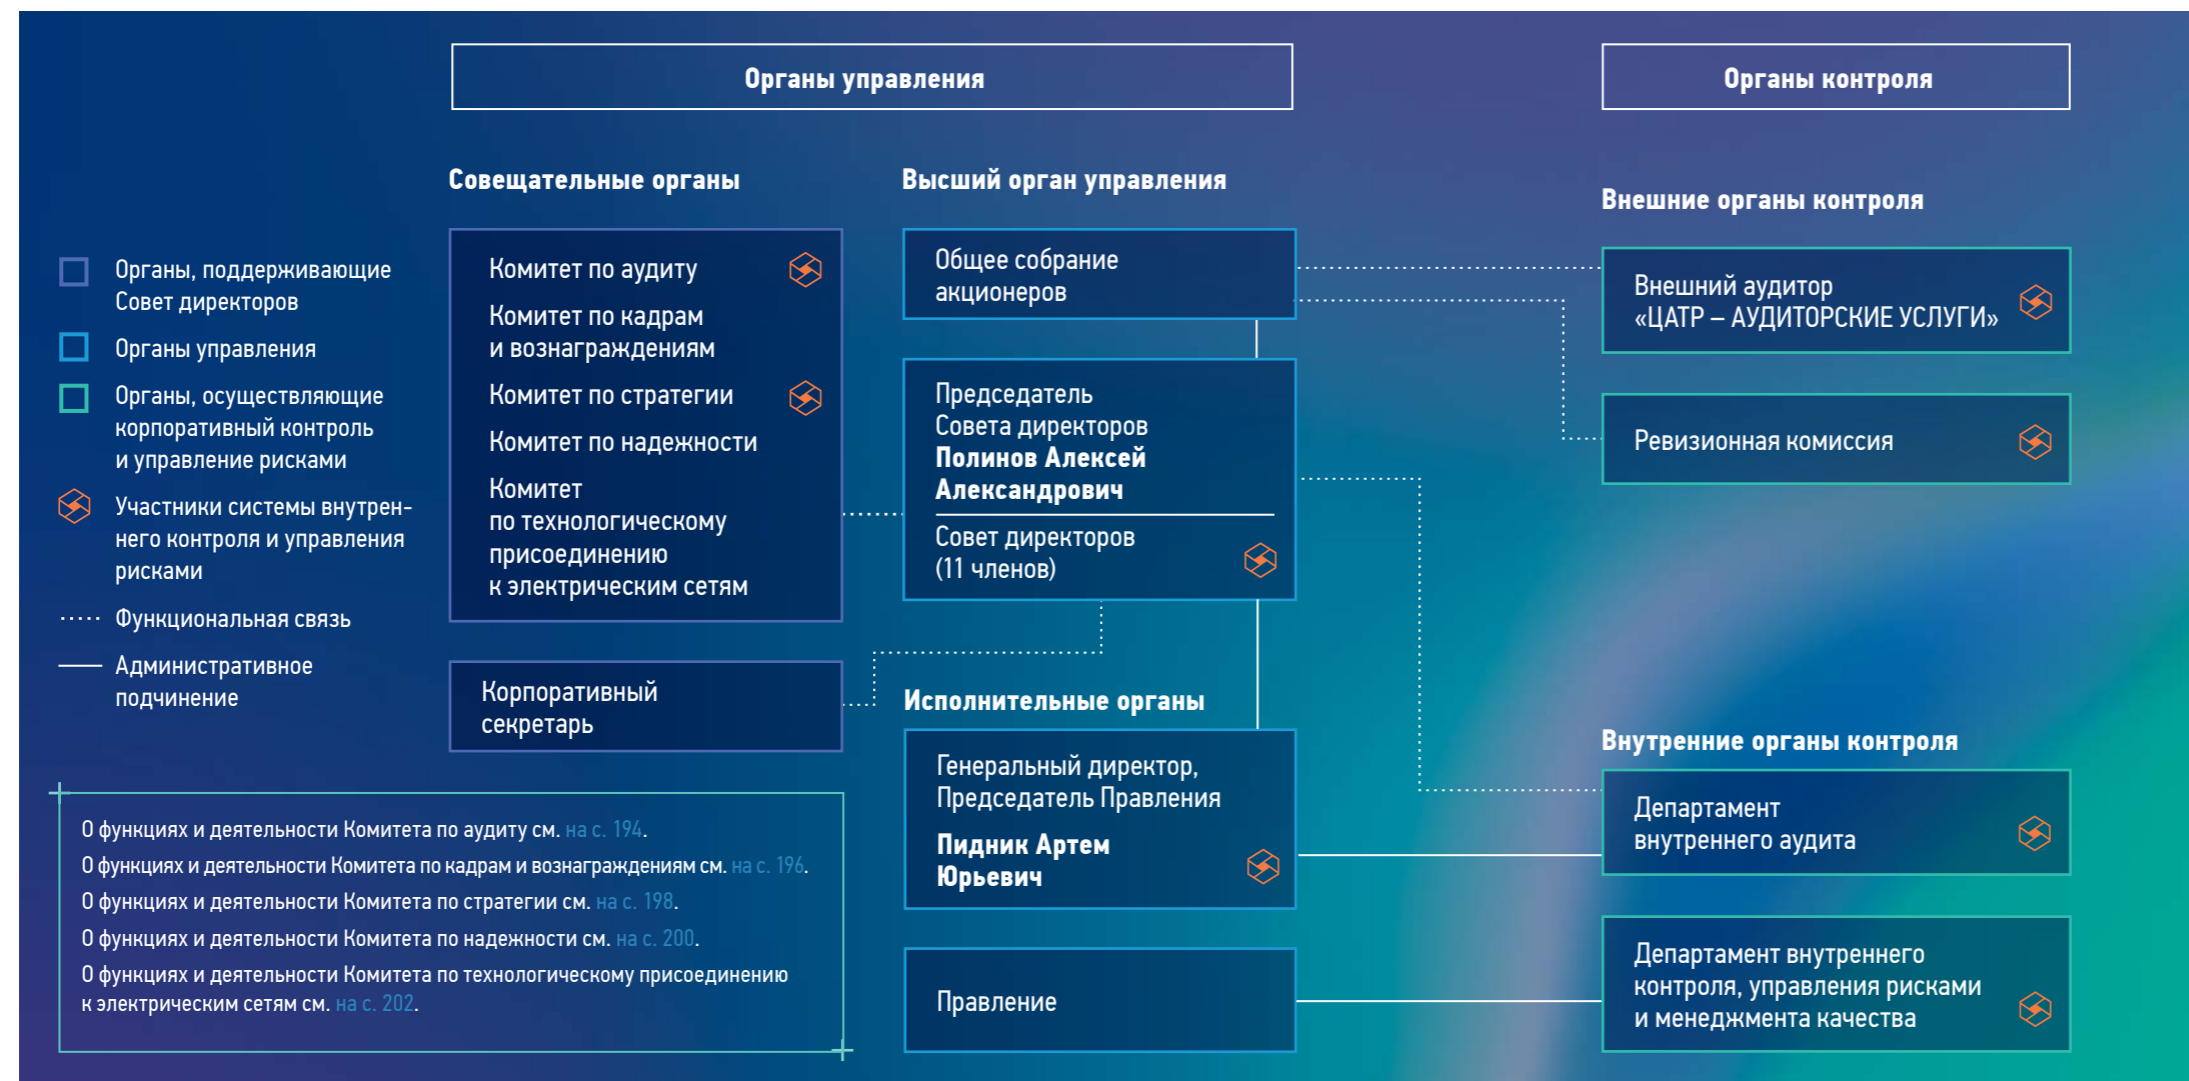 Органы управления
Органы контроля
Совещательные органы
Высший орган управления
Внешние органы контроля
Органы, поддерживающие
Совет директоров
Органы управления
Органы, осуществляющие
корпоративный контроль
и управление рисками
Участники системы внутрен-
него контроля и управления
рисками
Функциональная связь
Административное
подчинение
Комитет по аудиту
Комитет по кадрам
и вознаграждениям
Комитет по стратегии
Комитет по надежности
Комитет
по технологическому
присоединению
к электрическим сетям
Корпоративный
секретарь
Общее собрание
акционеров
Председатель
Совета директоров
Полинов Алексей
Александрович
Совет директоров
(11 членов)
Исполнительные органы
Генеральный директор,
Председатель Правления
Пидник Артем
Юрьевич
Правление
Внешний аудитор
«ЦАТР – АУДИТОРСКИЕ УСЛУГИ»
Ревизионная комиссия
Внутренние органы контроля
Департамент
внутреннего аудита
Департамент внутреннего
контроля, управления рисками
и менеджмента качества
О функциях и деятельности Комитета по аудиту см. на с. 194.
О функциях и деятельности Комитета по кадрам и вознаграждениям см. на с. 196.
О функциях и деятельности Комитета по стратегии см. на с. 198.
О функциях и деятельности Комитета по надежности см. на с. 200.
О функциях и деятельности Комитета по технологическому присоединению
к электрическим сетям см. на с. 202.